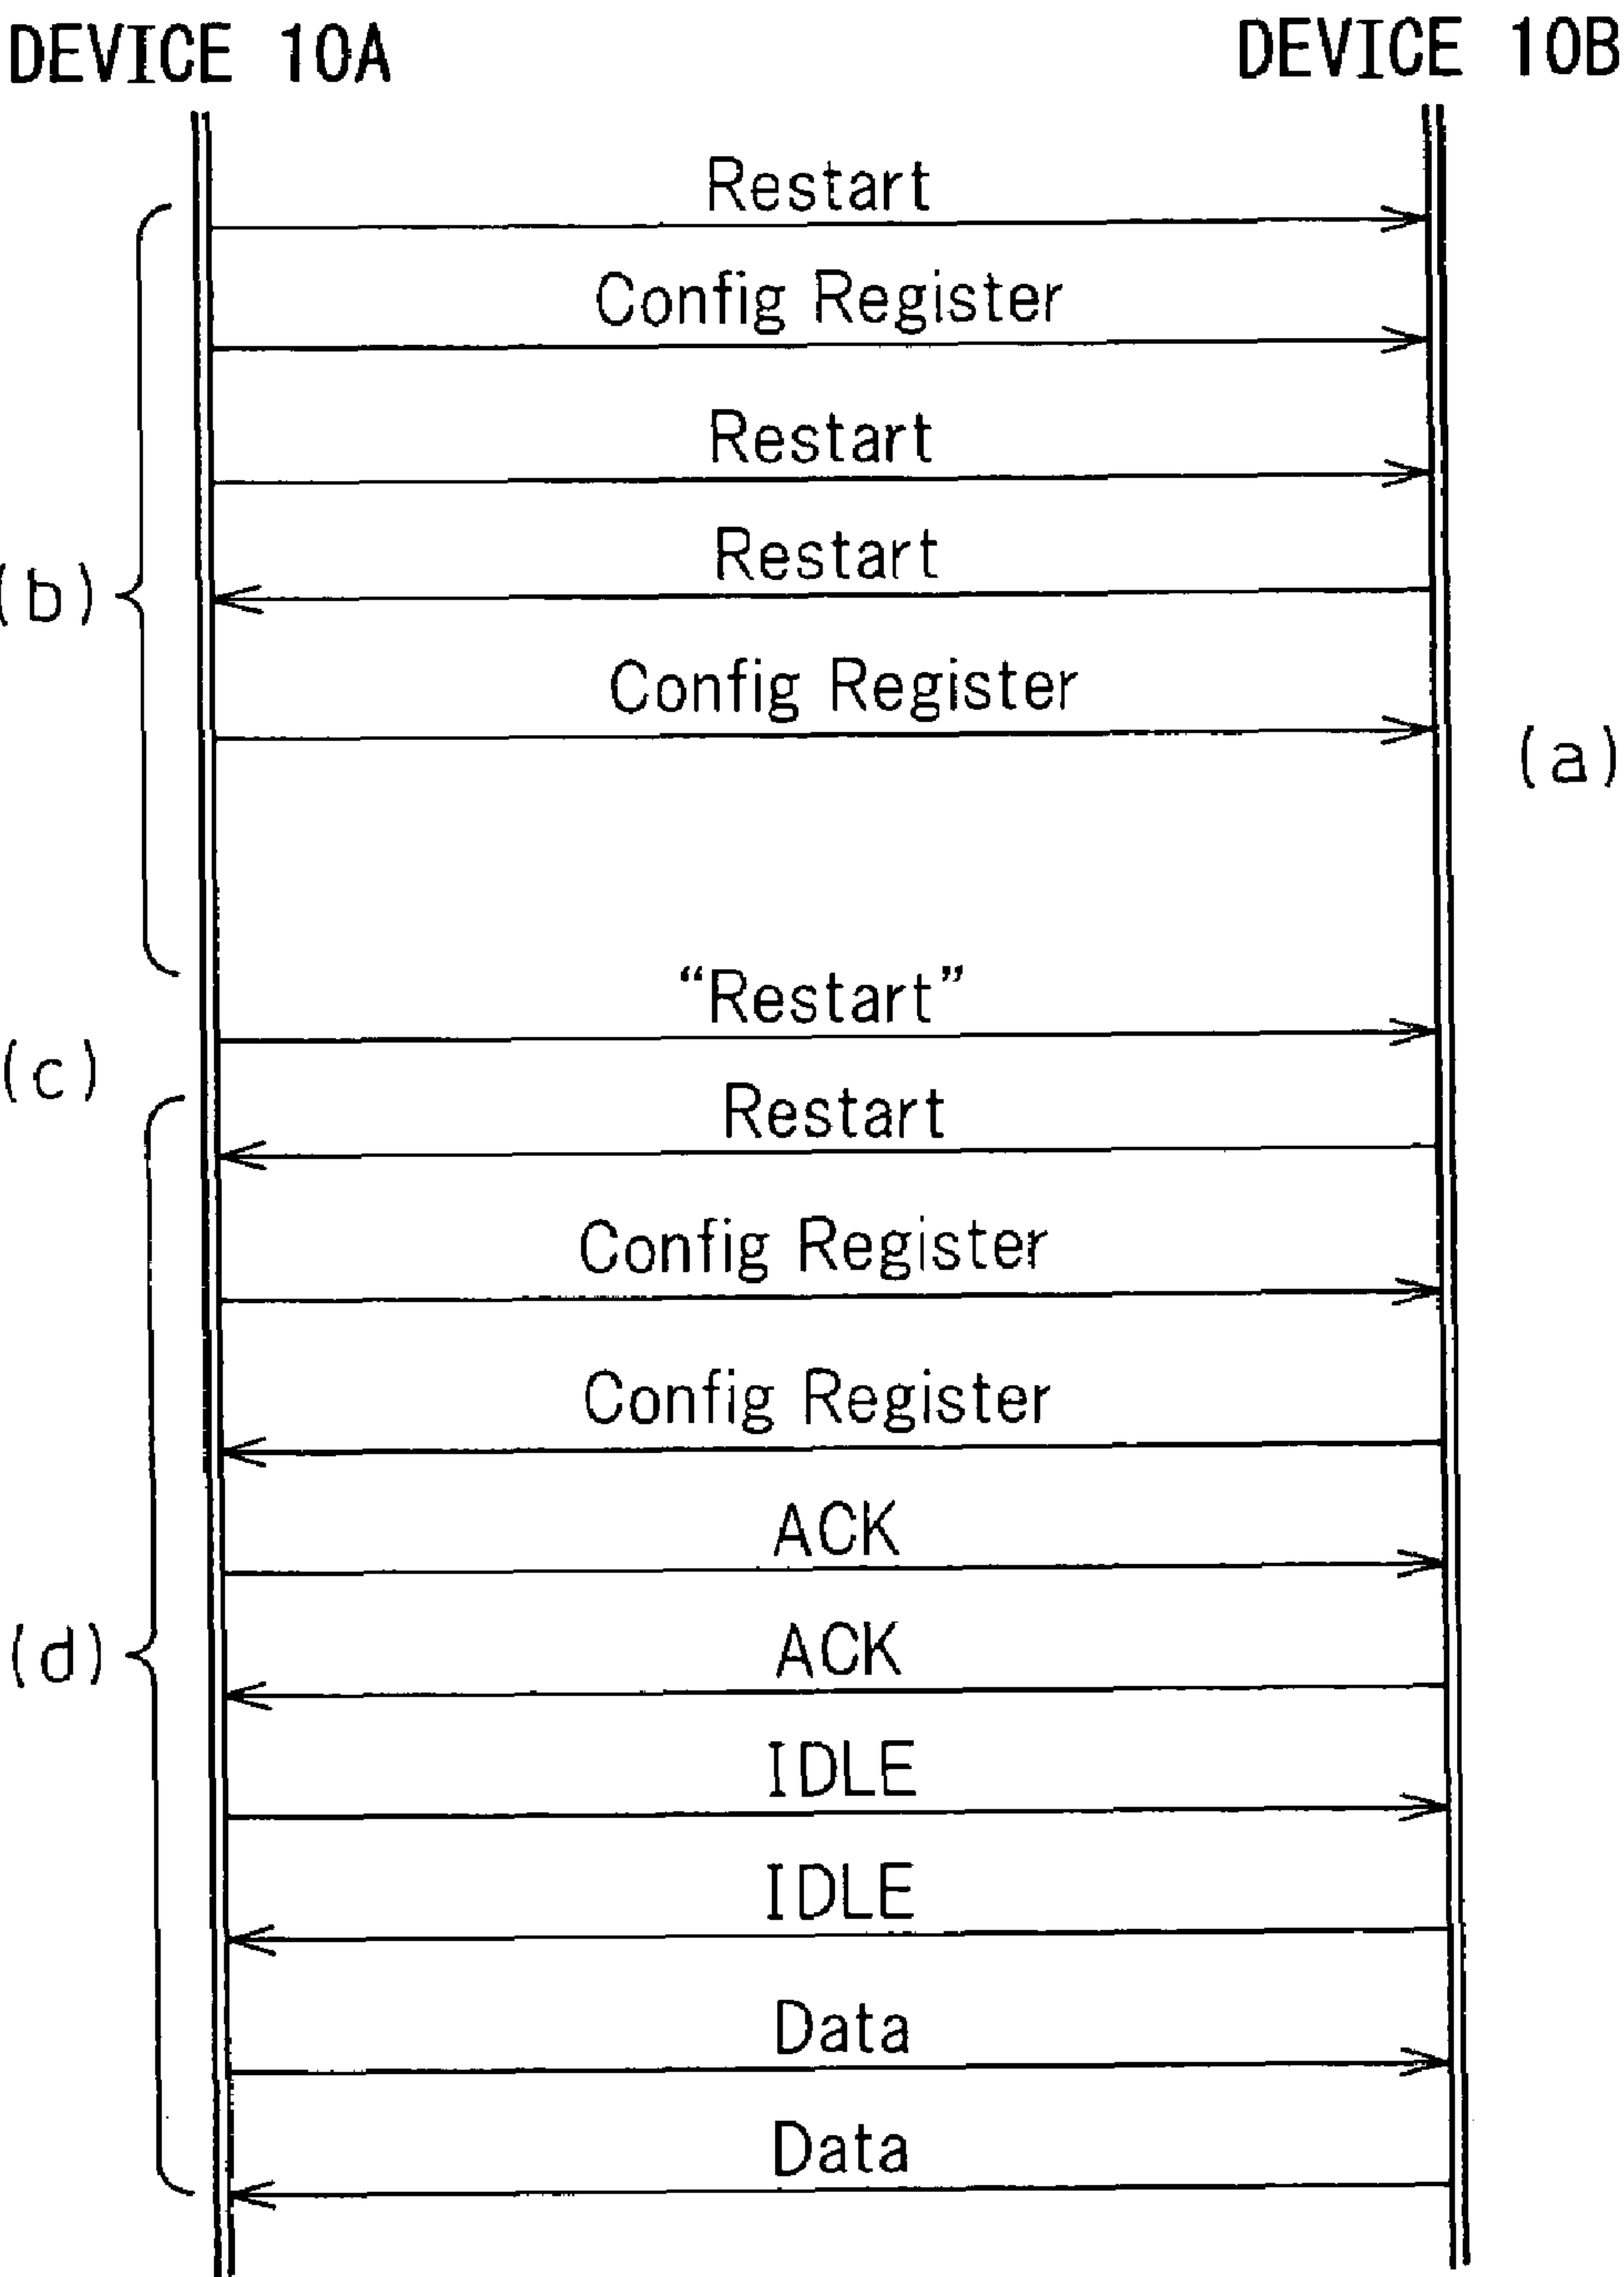 DEVICE 10A DEVICE 10B
Restart
Config Register
Restart
Restart
(b)
Config Register
(a)
“Restart”
(c)
Restart
Config Register
Config Register
ACK
(d)
ACK
IDLE
IDLE
Data
Data